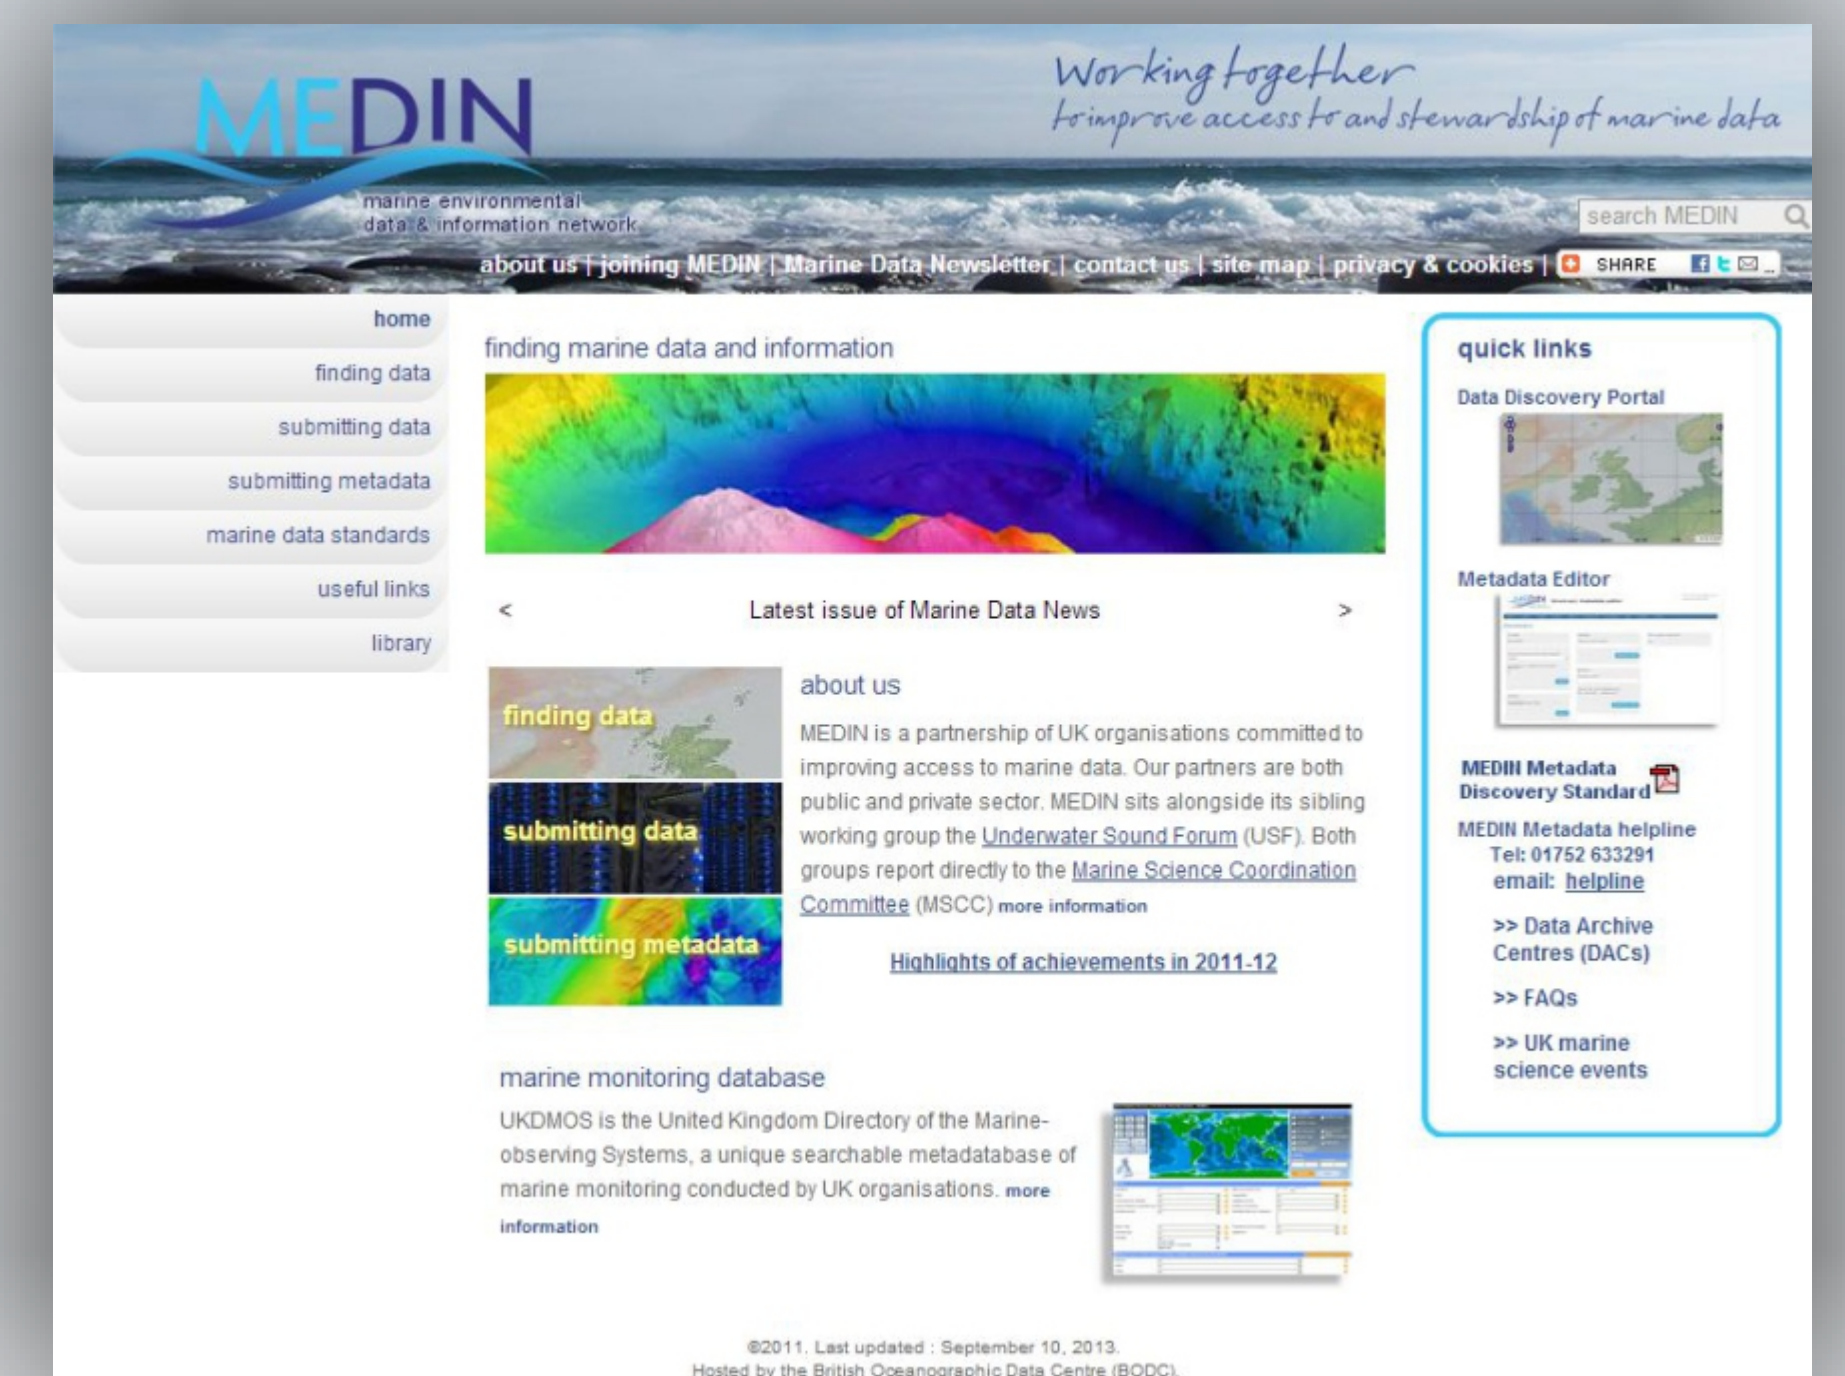 MEDIN
marine environmental
data & information network
Working together
to improve access to and stewardship of marine data
search MEDIN
about us | joining MEDIN | Marine Data Newsletter | contact us | site map | privacy & cookies |
SHARE
home
finding data
submitting data
submitting metadata
marine data standards
useful links
library
finding marine data and information
< Latest issue of Marine Data News >
finding data
submitting data
submitting metadata
about us
MEDIN is a partnership of UK organisations committed to
improving access to marine data. Our partners are both
public and private sector. MEDIN sits alongside its sibling
working group the Underwater Sound Forum (USF). Both
groups report directly to the Marine Science Coordination
Committee (MSCC) more information
Highlights of achievements in 2011-12
marine monitoring database
UKDMOS is the United Kingdom Directory of the Marine-
observing Systems, a unique searchable metadatabase of
marine monitoring conducted by UK organisations. more
information
quick links
Data Discovery Portal
Metadata Editor
MEDIN Metadata
Discovery Standard
MEDIN Metadata helpline
Tel: 01752 633291
email: helpline
>> Data Archive
Centres (DACs)
>> FAQs
>> UK marine
science events
©2011. Last updated : September 10, 2013.
Hosted by the British Oceanographic Data Centre (BODC).